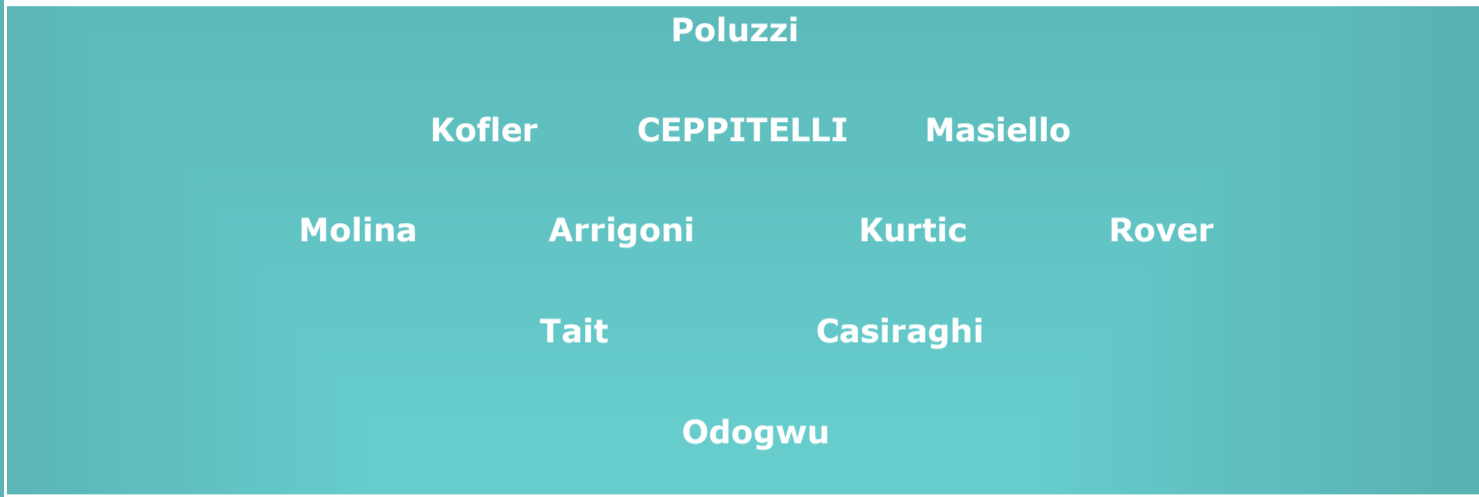 Poluzzi
Kofler CEPPITELLI Masiello
Molina Arrigoni Kurtic Rover
Tait Casiraghi
Odogwu